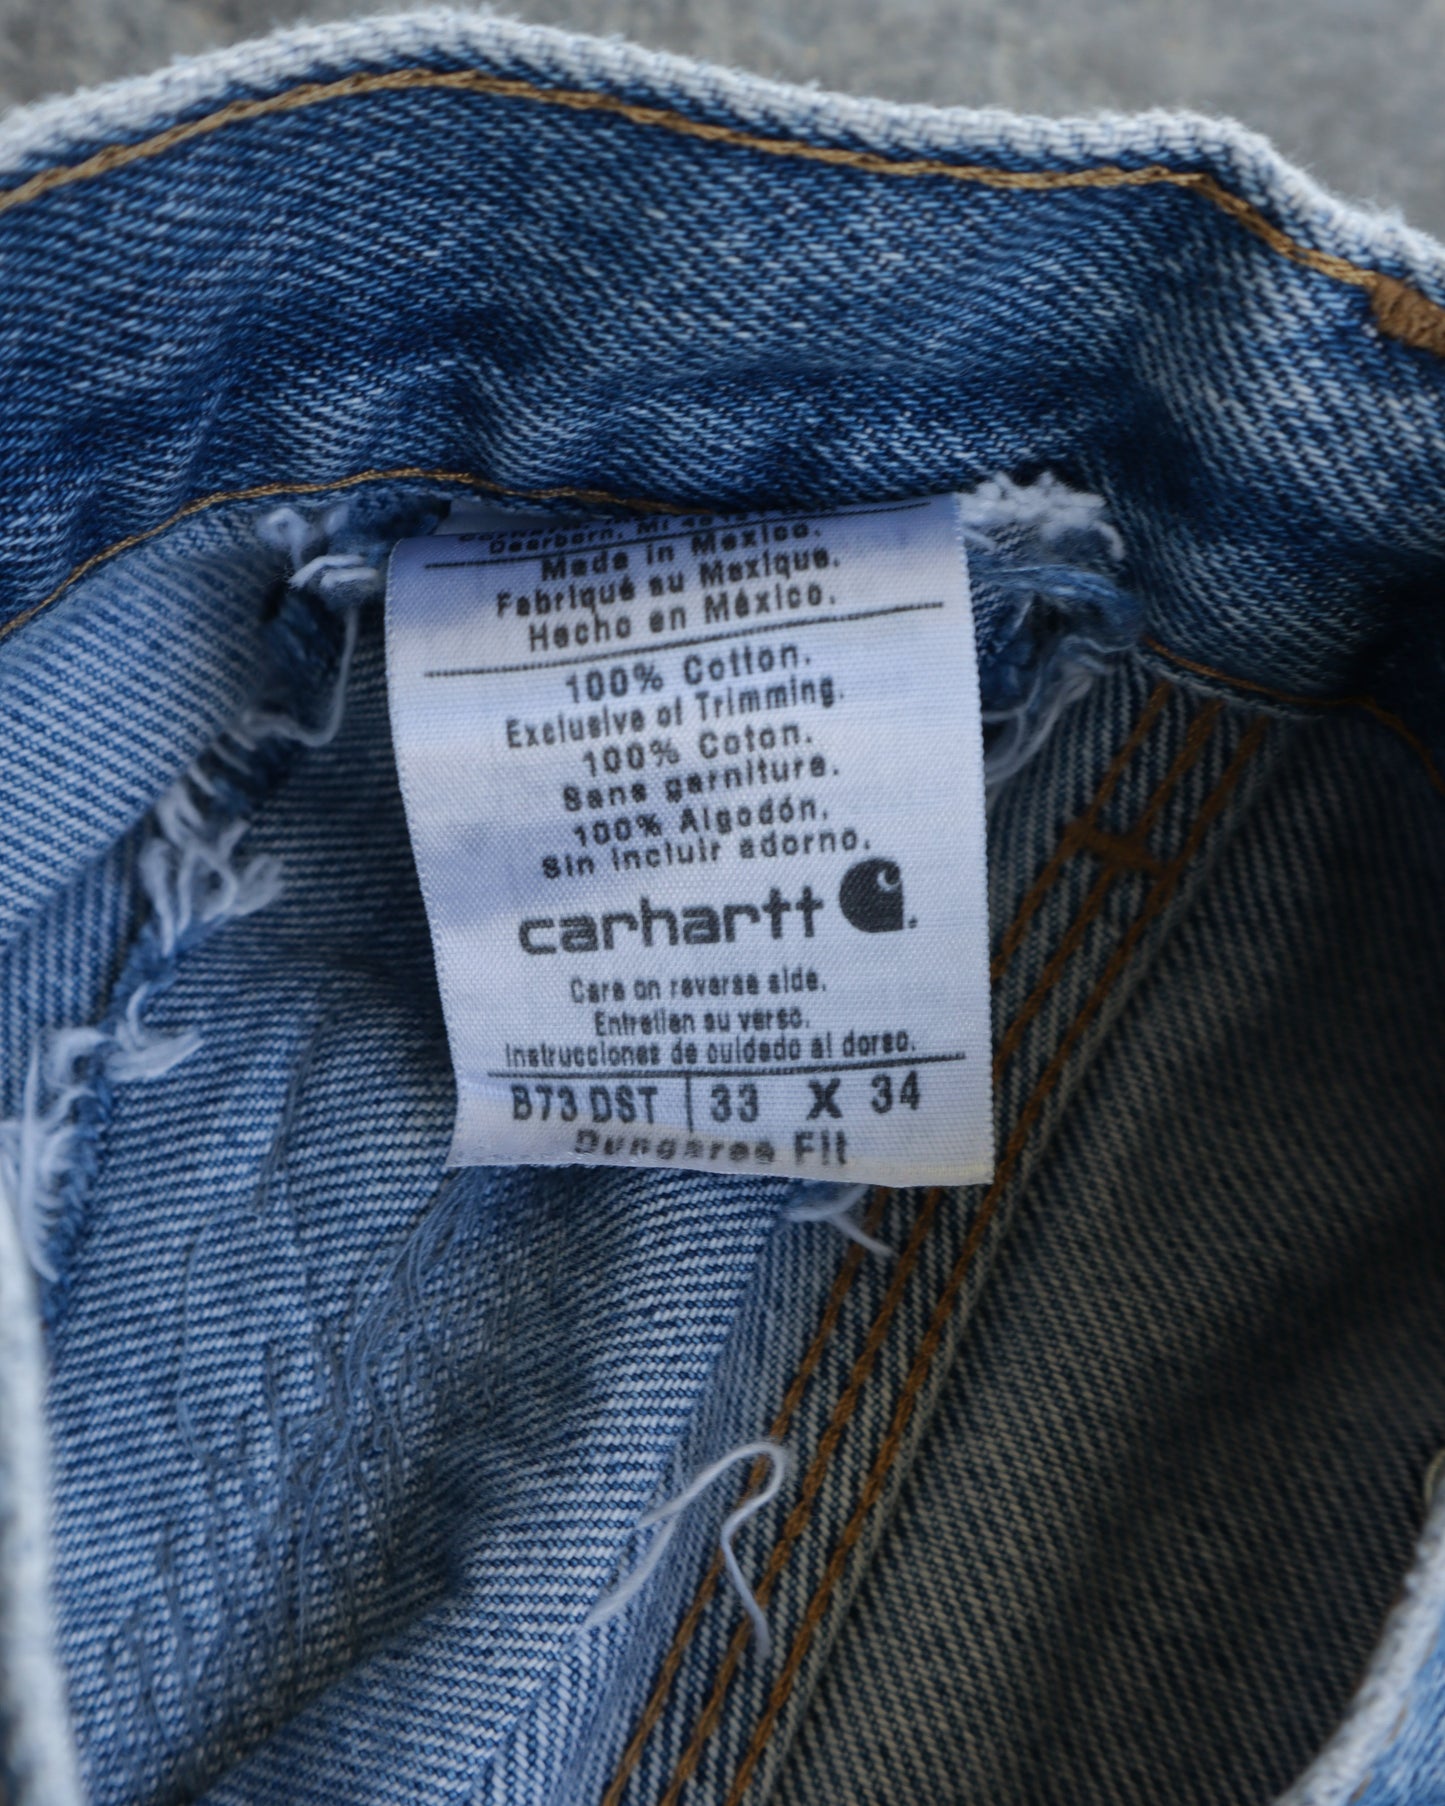 Dearborn, MI
Made in Mexico.
Fabriqué au Mexique.
Hecho en México.
100% Cotton.
Exclusive of Trimming.
100% Coton.
Sans garniture.
100% Algodón.
Sin incluir adorno.
carhartt
Care on reverse side.
Entretien au verso.
Instrucciones de cuidado al dorso.
B73 DST | 33 X 34
Dungaree Fit